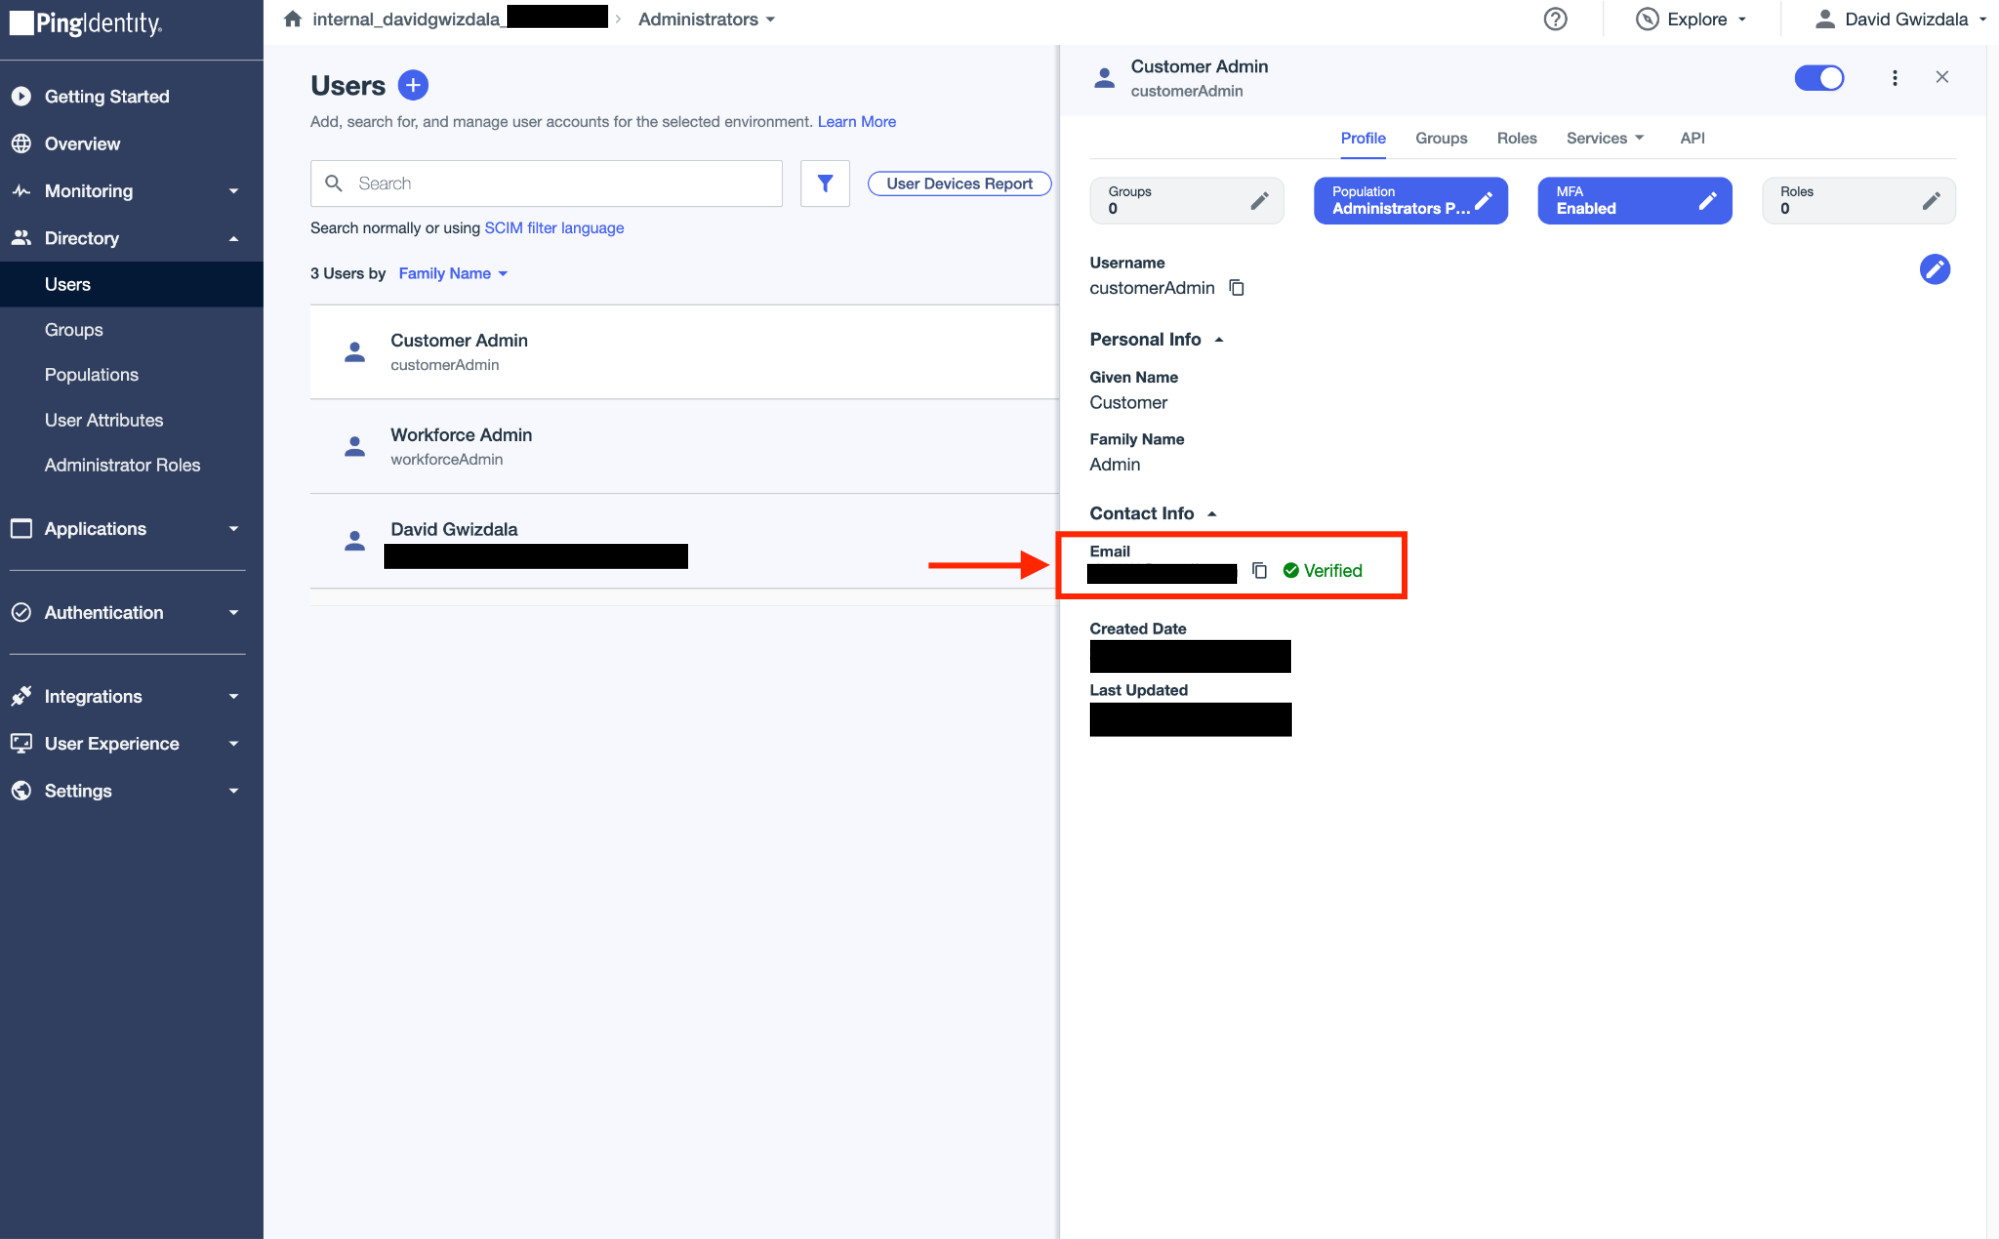 PingIdentity.
internal_davidgwizdala_
Administrators
Explore
David Gwizdala
Getting Started
Overview
Monitoring
Directory
Users
Groups
Populations
User Attributes
Administrator Roles
Applications
Authentication
Integrations
User Experience
Settings
Users
Add, search for, and manage user accounts for the selected environment. Learn More
Search
User Devices Report
Search normally or using SCIM filter language
3 Users by Family Name
Customer Admin
customerAdmin
Workforce Admin
workforceAdmin
David Gwizdala
Customer Admin
customerAdmin
Profile Groups Roles Services API
Groups
0
Population
Administrators P...
MFA
Enabled
Roles
0
Username
customerAdmin
Personal Info
Given Name
Customer
Family Name
Admin
Contact Info
Email
Verified
Created Date
Last Updated